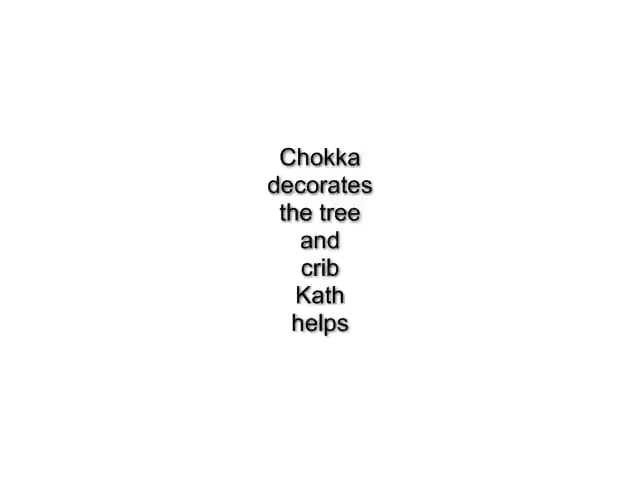 Chokka
decorates
the tree
and
crib
Kath
helps